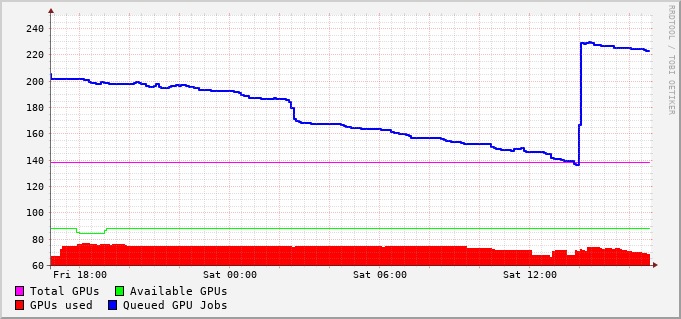 RRDTOOL / TOBI OETIKER
240
220
200
180
160
140
120
100
80
60
Fri 18:00 Sat 00:00 Sat 06:00 Sat 12:00
Total GPUs Available GPUs
GPUs used Queued GPU Jobs